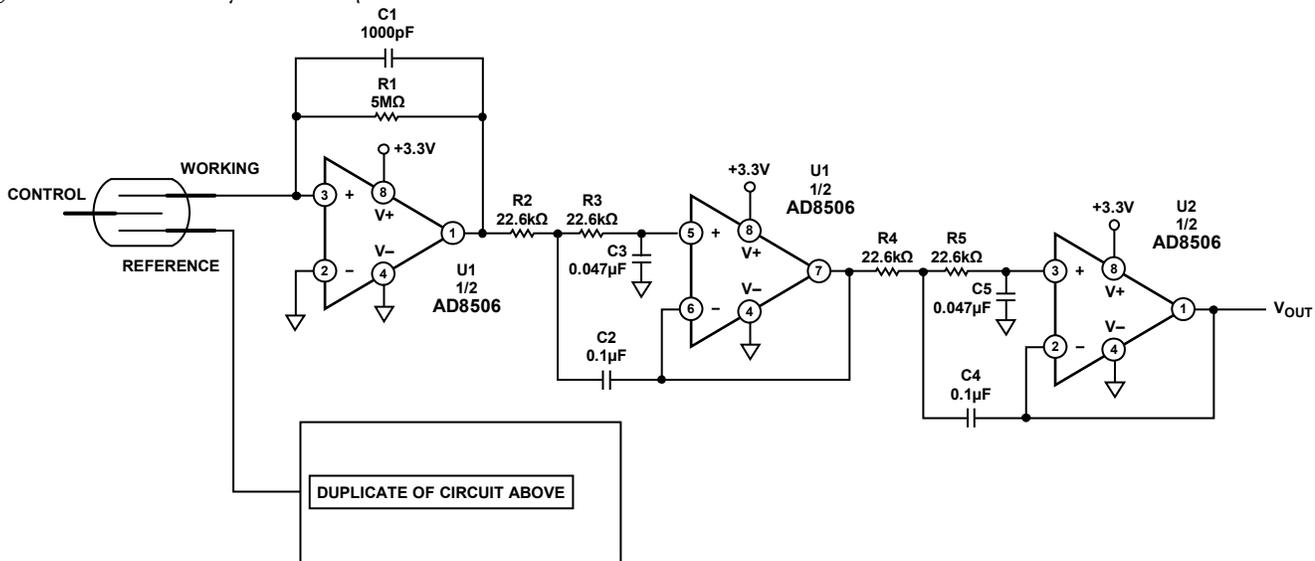 C1
1000pF
R1
5MΩ
+3.3V
WORKING
CONTROL
REFERENCE
3
+
8
V+
1
2
−
V−
4
U1
1/2
AD8506
R2
22.6kΩ
R3
22.6kΩ
C3
0.047µF
C2
0.1µF
+3.3V
U1
1/2
AD8506
5
+
8
V+
7
6
−
V−
4
R4
22.6kΩ
R5
22.6kΩ
C5
0.047µF
C4
0.1µF
+3.3V
U2
1/2
AD8506
3
+
8
V+
1
2
−
V−
4
VOUT
DUPLICATE OF CIRCUIT ABOVE